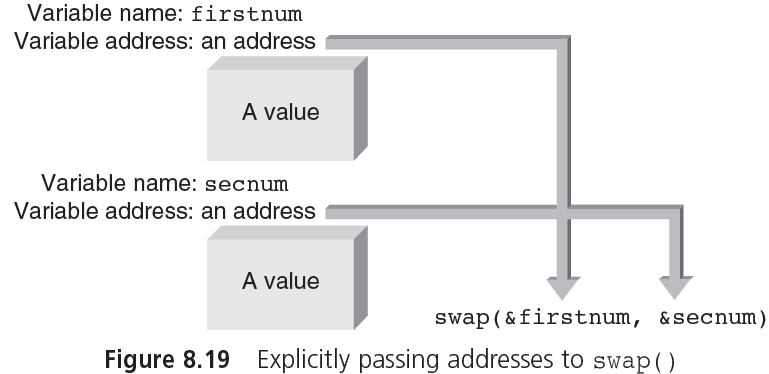 Variable name: firstnum
Variable address: an address
A value
Variable name: secnum
Variable address: an address
A value
swap(&firstnum, &secnum)
Figure 8.19 Explicitly passing addresses to swap()